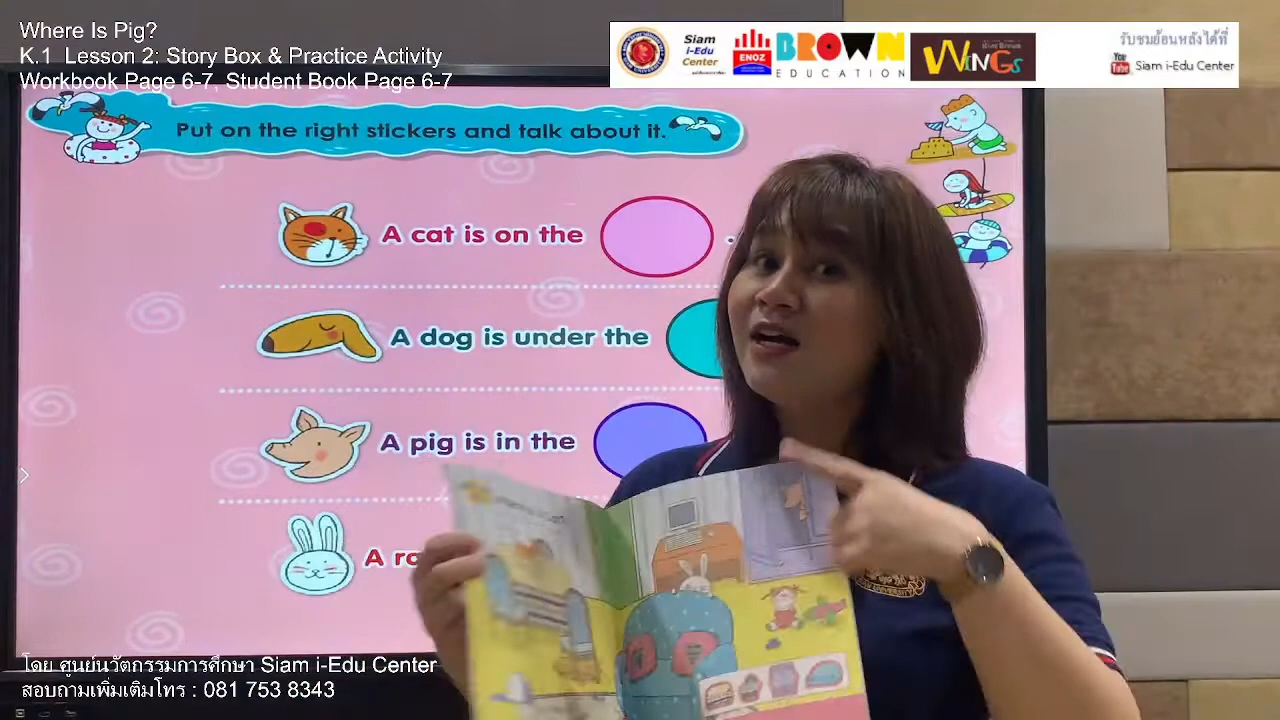 Where Is Pig?
K.1. Lesson 3: Story Box & Practice Activity
Workbook Page 6-7, Student Book Page 6-7
Siam
i-Edu
Center
ENOZ
BROWN
EDUCATION
WiNGs
รับชมย้อนหลังได้ที่
You
Tube
Siam i-Edu Center
Put on the right stickers and talk about it.
A cat is on the
.
A dog is under the
A pig is in the
โดย ศูนย์นวัตกรรมการศึกษา Siam i-Edu Center
สอบถามเพิ่มเติมโทร : 081 753 8343